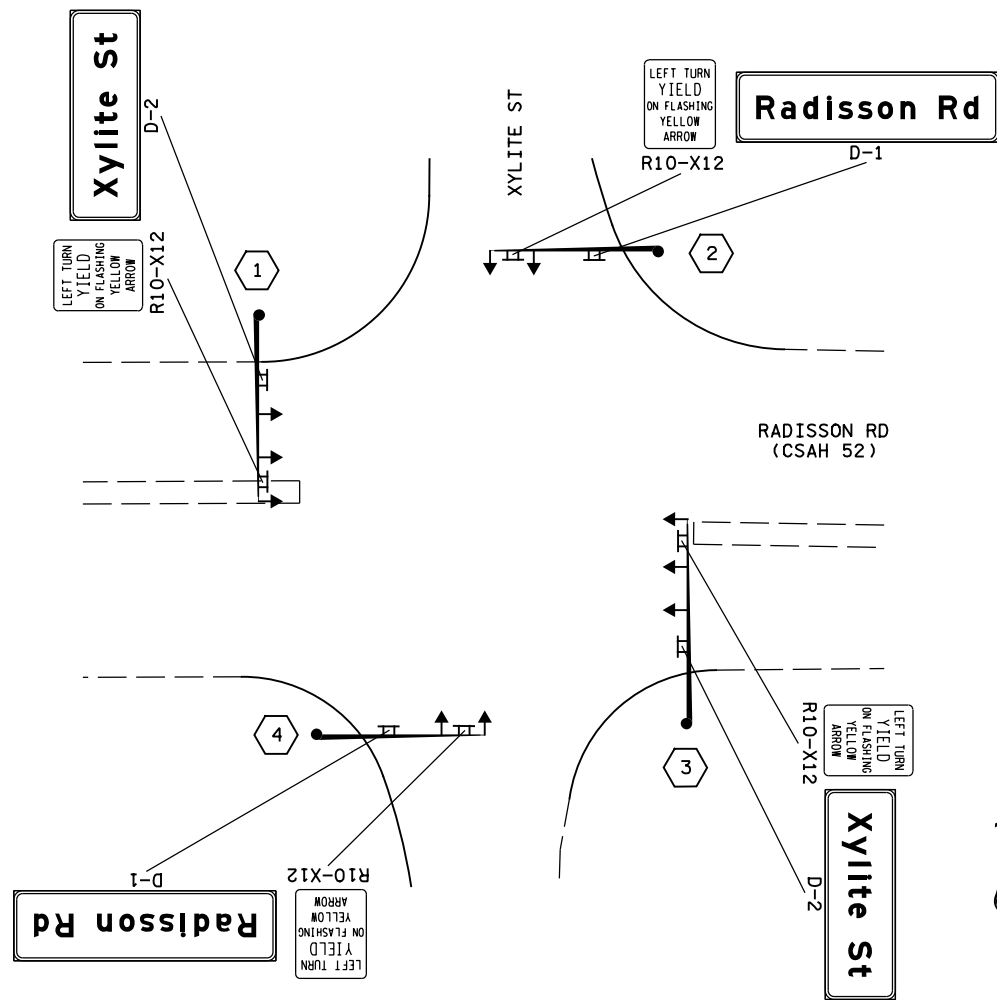 Xylite St
D-2
LEFT TURN
YIELD
ON FLASHING
YELLOW
ARROW
R10-X12
1
XYLITE ST
LEFT TURN
YIELD
ON FLASHING
YELLOW
ARROW
R10-X12
Radisson Rd
D-1
2
RADISSON RD
(CSAH 52)
4
D-1
Radisson Rd
R10-X12
LEFT TURN
YIELD
ON FLASHING
YELLOW
ARROW
3
R10-X12
LEFT TURN
YIELD
ON FLASHING
YELLOW
ARROW
D-2
Xylite St